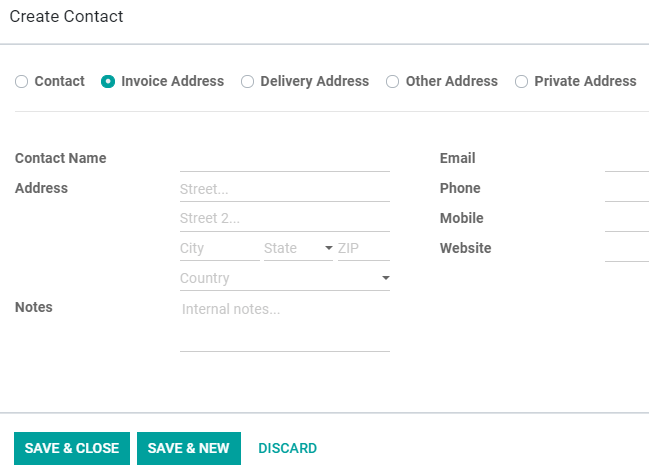 Create Contact
Contact Invoice Address Delivery Address Other Address Private Address
Contact Name
Email
Address Street...
Phone
Street 2...
Mobile
City State ZIP
Website
Country
Notes Internal notes...
SAVE & CLOSE SAVE & NEW DISCARD